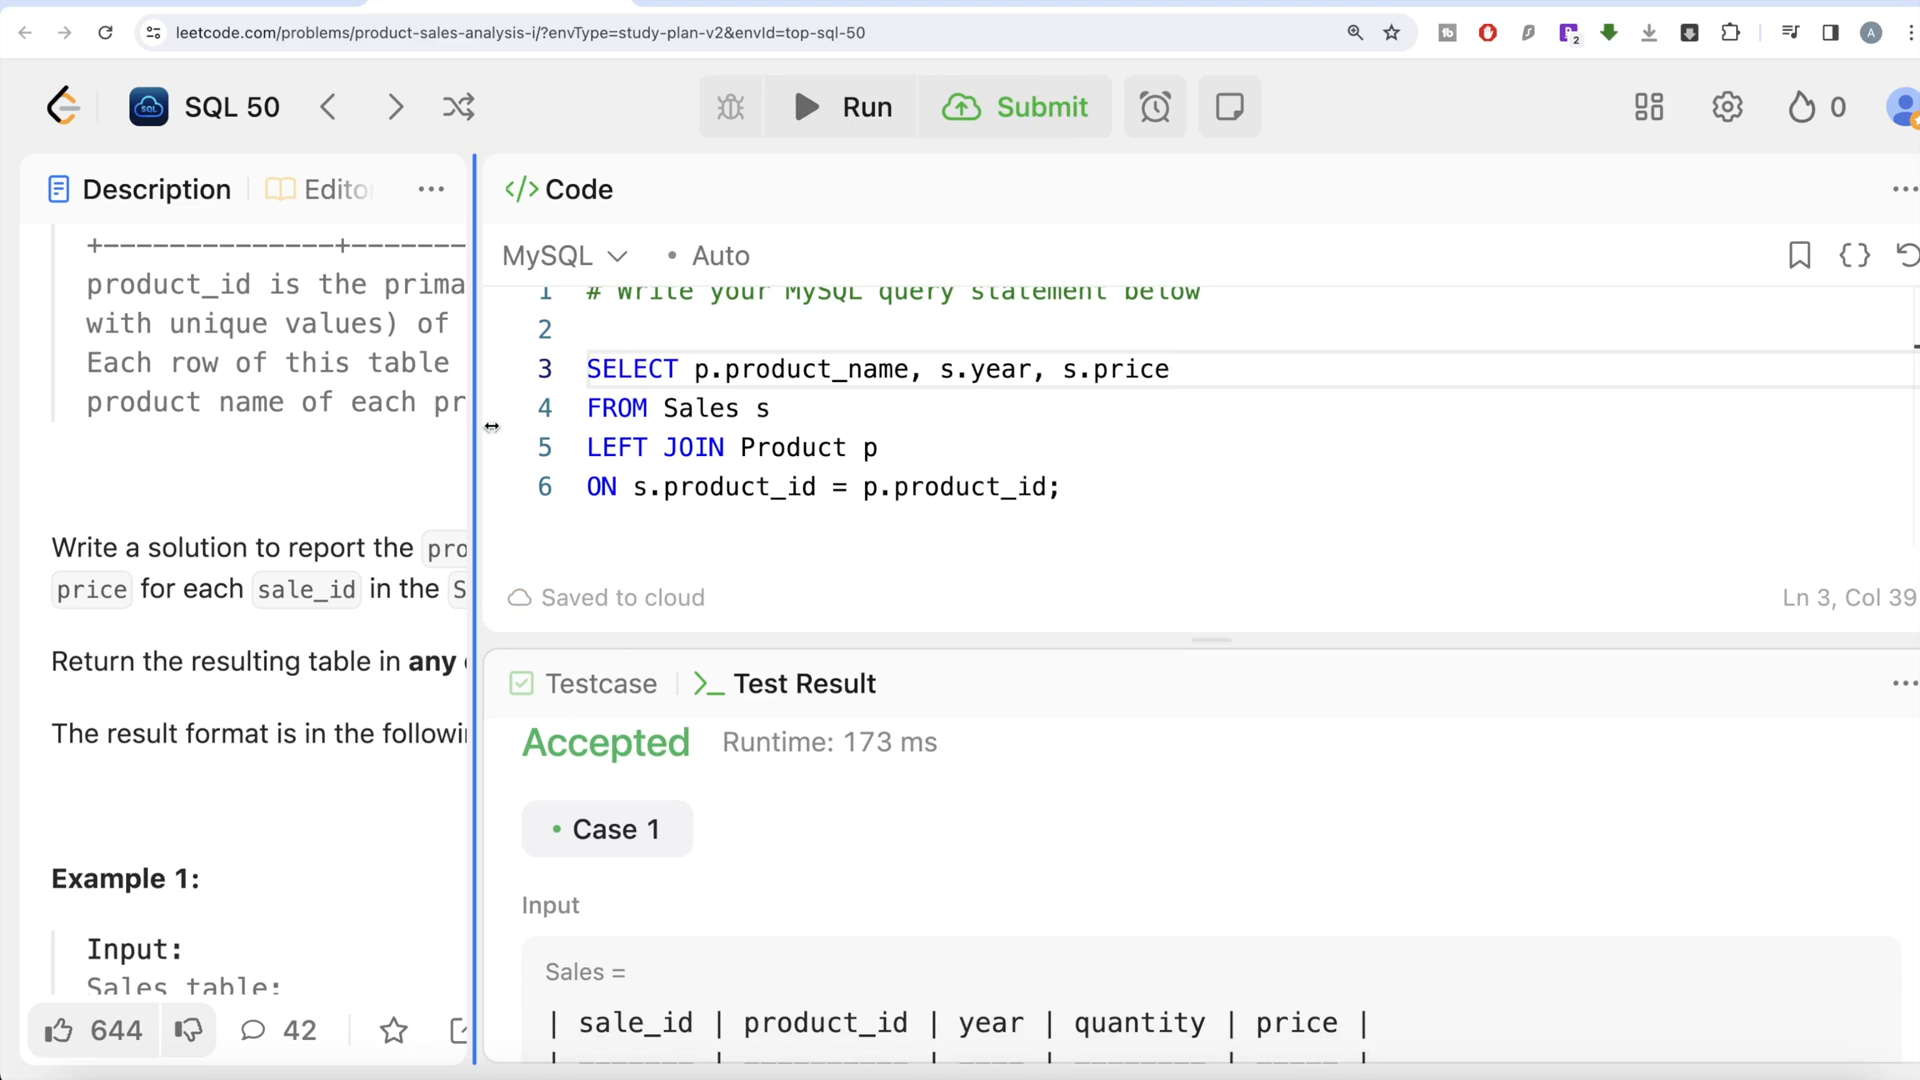 leetcode.com/problems/product-sales-analysis-i/?envType=study-plan-v2&envId=top-sql-50
2
A
SQL 50
Run
Submit
0
Description
Edito
+–––––––––––––+–––––––
product_id is the prima
with unique values) of
Each row of this table
product name of each pr
Write a solution to report the pro
price for each sale_id in the S
Return the resulting table in any
The result format is in the followi
Example 1:
Input:
Sales table:
644
42
</> Code
MySQL
• Auto
1 # Write your MySQL query statement below
2
3 SELECT p.product_name, s.year, s.price
4 FROM Sales s
5 LEFT JOIN Product p
6 ON s.product_id = p.product_id;
Saved to cloud
Ln 3, Col 39
Testcase
Test Result
Accepted
Runtime: 173 ms
• Case 1
Input
Sales =
| sale_id | product_id | year | quantity | price |